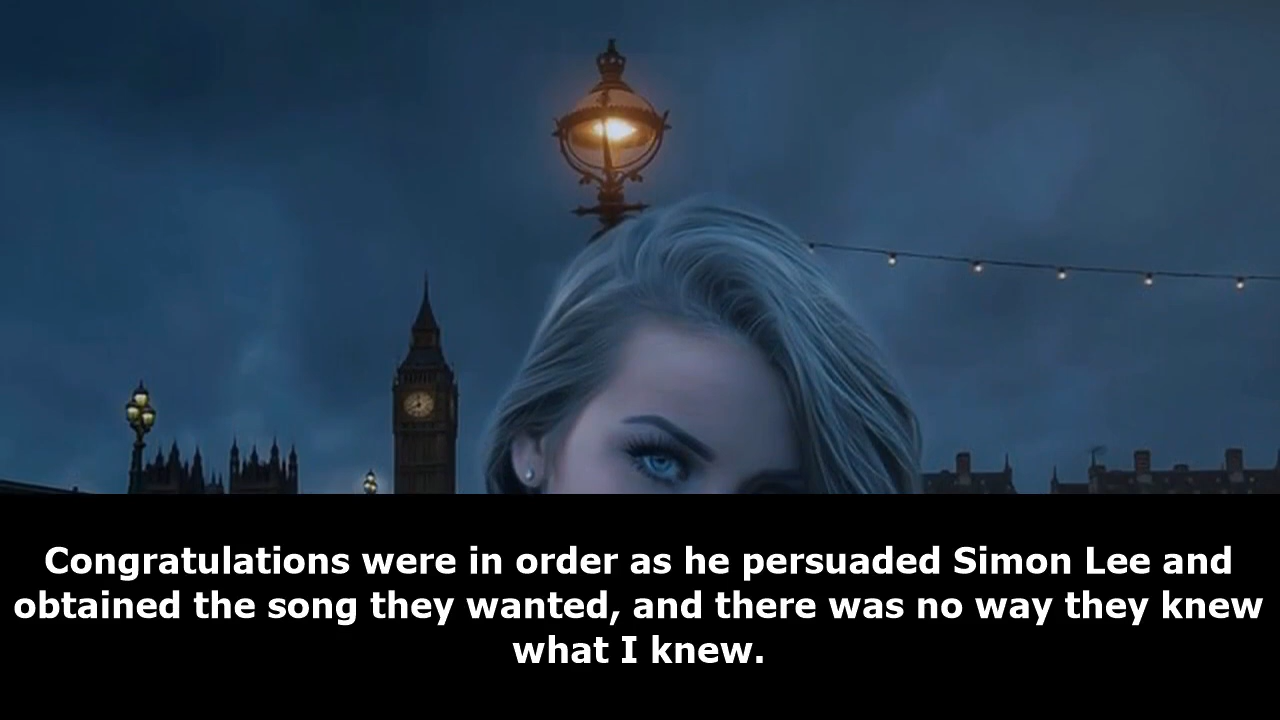 Congratulations were in order as he persuaded Simon Lee and
obtained the song they wanted, and there was no way they knew
what I knew.